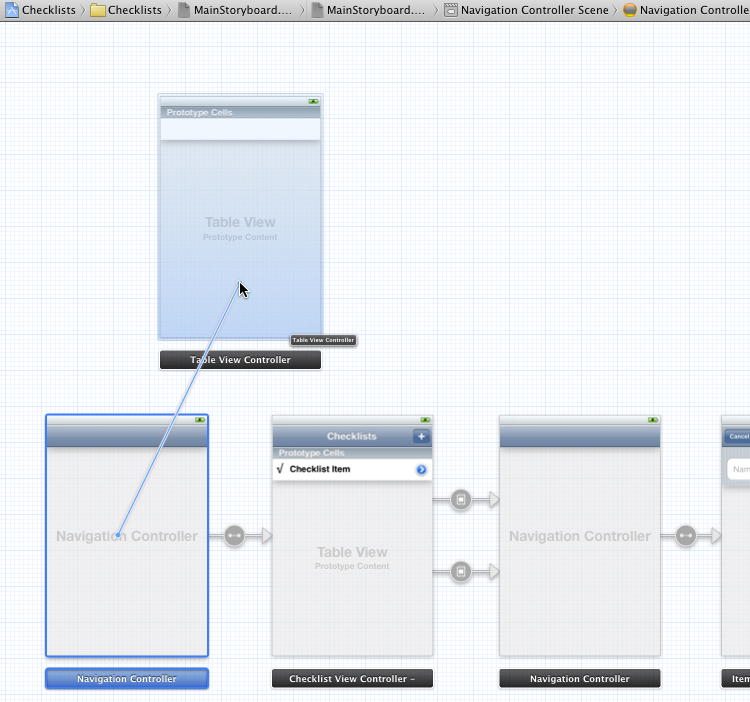 Checklists
Checklists
MainStoryboard....
MainStoryboard....
Navigation Controller Scene
Navigation Controlle
Prototype Cells
Table View
Prototype Content
Table View Controller
Table View Controller
Checklists +
Cancel
Prototype Cells
√ Checklist Item
Nam
Navigation Controller
Navigation Controller
Table View
Prototype Content
Navigation Controller
Checklist View Controller –
Navigation Controller
Item